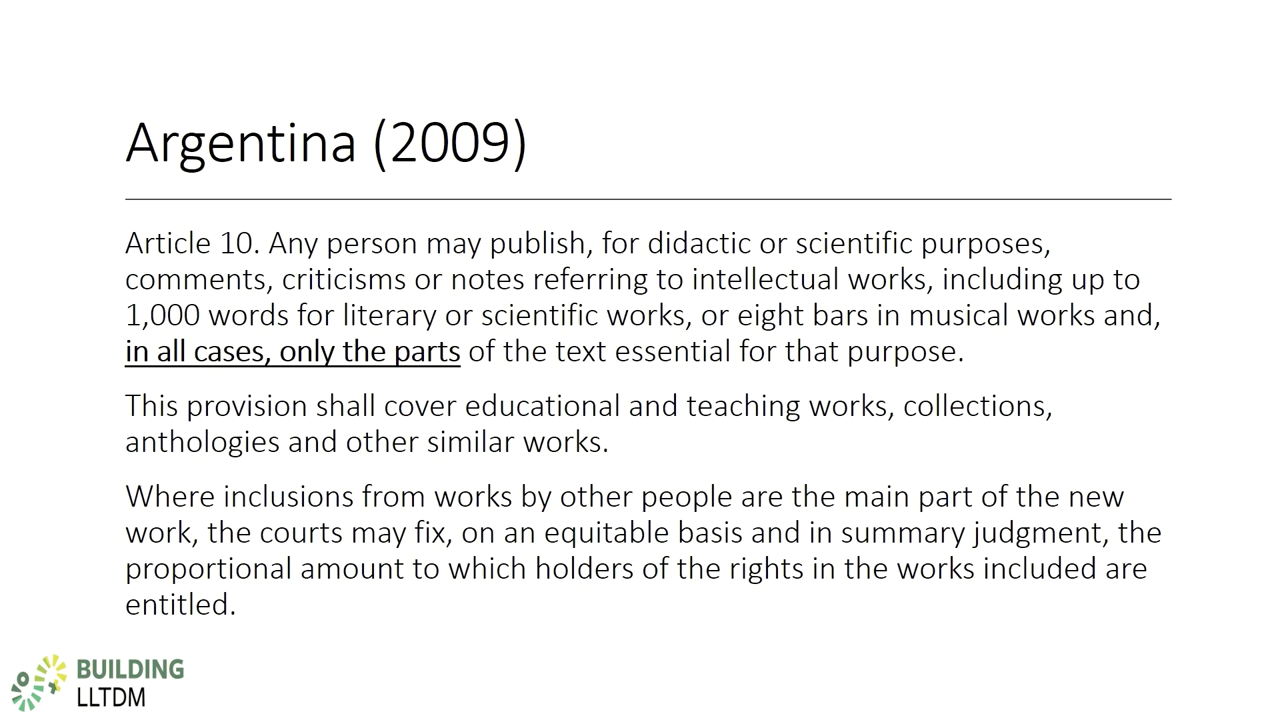 Argentina (2009)
Article 10. Any person may publish, for didactic or scientific purposes,
comments, criticisms or notes referring to intellectual works, including up to
1,000 words for literary or scientific works, or eight bars in musical works and,
in all cases, only the parts of the text essential for that purpose.
This provision shall cover educational and teaching works, collections,
anthologies and other similar works.
Where inclusions from works by other people are the main part of the new
work, the courts may fix, on an equitable basis and in summary judgment, the
proportional amount to which holders of the rights in the works included are
entitled.
BUILDING
LLTDM